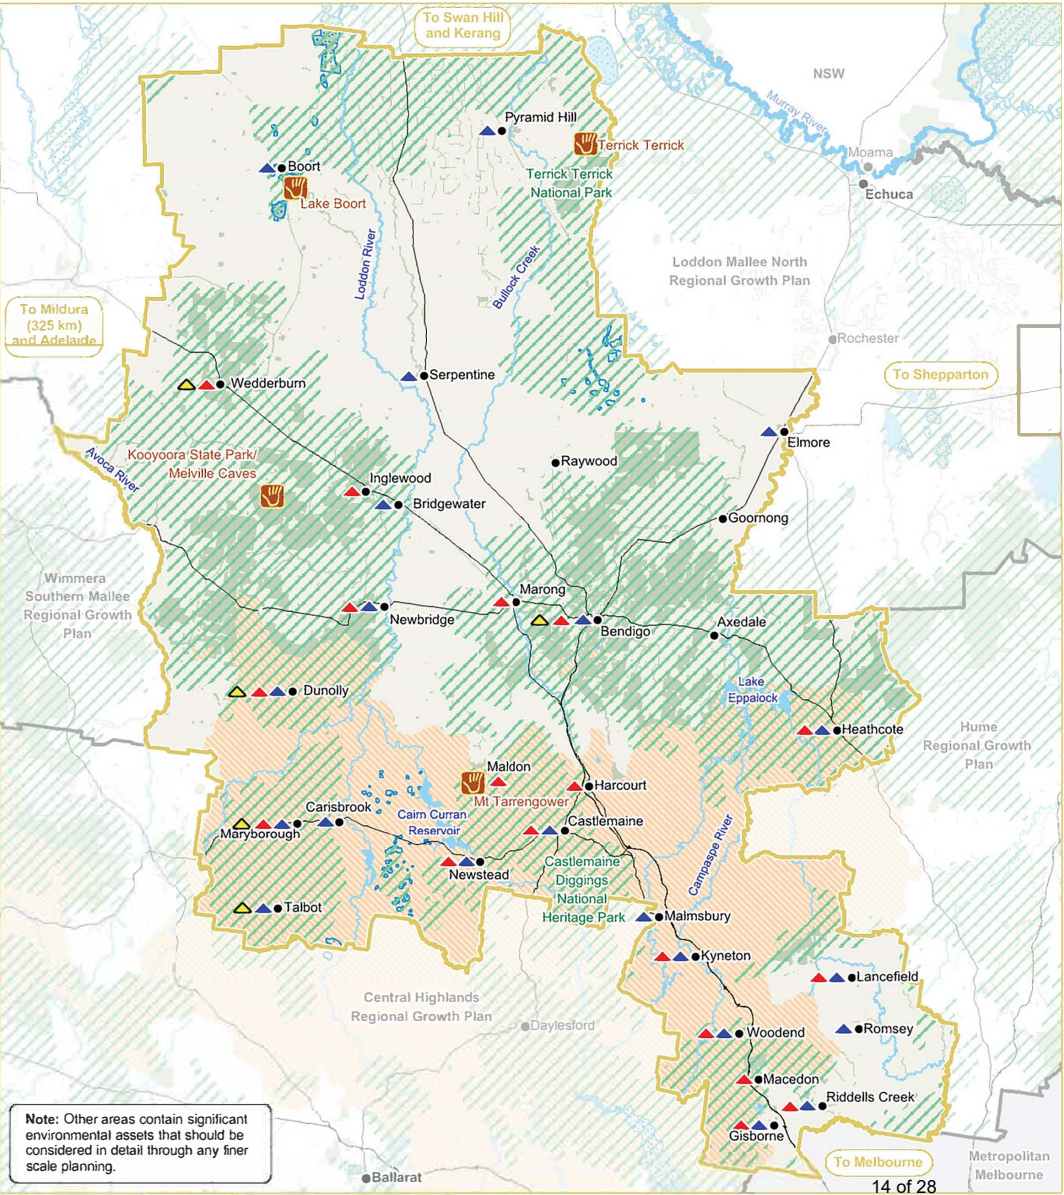 To Swan Hill
and Kerang
NSW
Murray River
Pyramid Hill
Terrick Terrick
Moama
Boort
Terrick Terrick
National Park
Echuca
Lake Boort
Loddon River
Bullock Creek
Loddon Mallee North
Regional Growth Plan
To Mildura
(325 km)
and Adelaide
Rochester
Serpentine
To Shepparton
Wedderburn
Elmore
Avoca River
Kooyoora State Park/
Melville Caves
Raywood
Inglewood
Bridgewater
Goornong
Wimmera
Southern Mallee
Regional Growth
Plan
Marong
Newbridge
Bendigo
Axedale
Dunolly
Lake
Eppalock
Heathcote
Hume
Regional Growth
Plan
Maldon
Harcourt
Mt Tarrengower
Carisbrook
Cairn Curran
Reservoir
Castlemaine
Maryborough
Campaspe River
Newstead
Castlemaine
Diggings
National
Heritage Park
Talbot
Malmsbury
Kyneton
Lancefield
Central Highlands
Regional Growth Plan
Daylesford
Woodend
Romsey
Macedon
Riddells Creek
Gisborne
Note: Other areas contain significant
environmental assets that should be
considered in detail through any finer
scale planning.
Ballarat
To Melbourne
Metropolitan
Melbourne
14 of 28